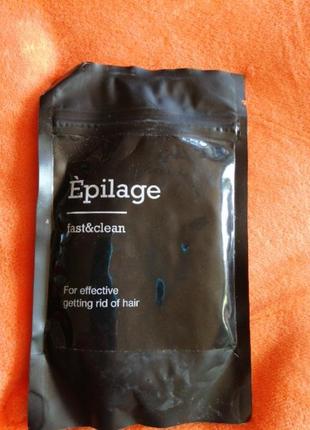 Èpilage
fast&clean
For effective
getting rid of hair